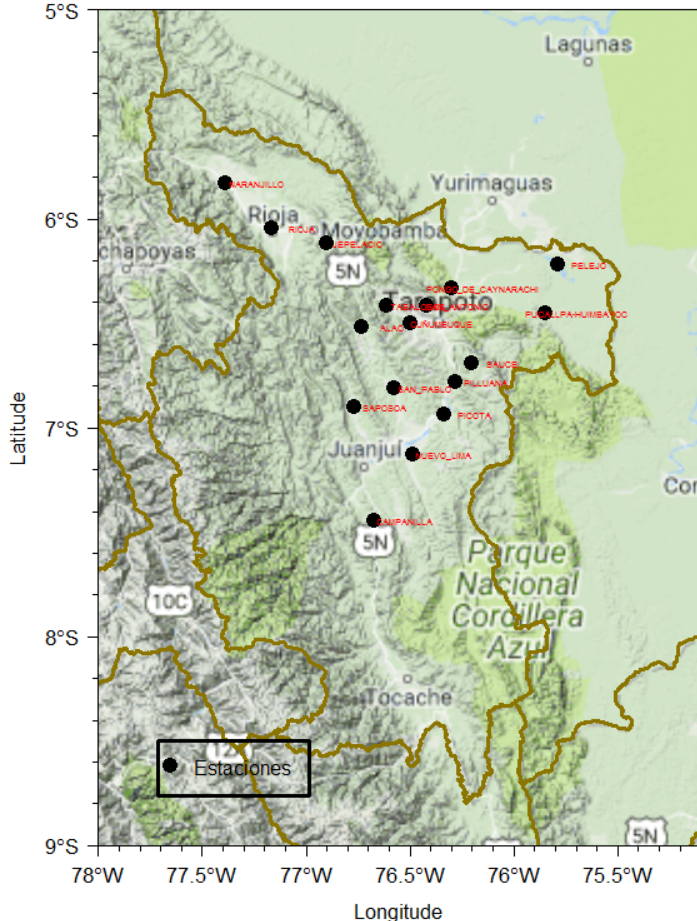 5°S
Lagunas
Yurimaguas
NARANJILLO
6°S
Rioja
RIOJA
Moyobamba
JEPELACIO
chapoyas
5N
PELEJO
PONGO_DE_CAYNARACHI
Tarapoto
PUCALLPA-HUIMBAYOC
ALAO
CUÑUMBUQUE
SAUCE
PILLUANA
SAN_PABLO
SAPOSOA
PICOTA
7°S
Juanjuí
NUEVO_LIMA
Cor
CAMPANILLA
5N
Parque
Nacional
Cordillera
Azul
10C
8°S
Tocache
Estaciones
5N
9°S
78°W
77.5°W
77°W
76.5°W
76°W
75.5°W
Latitude
Longitude